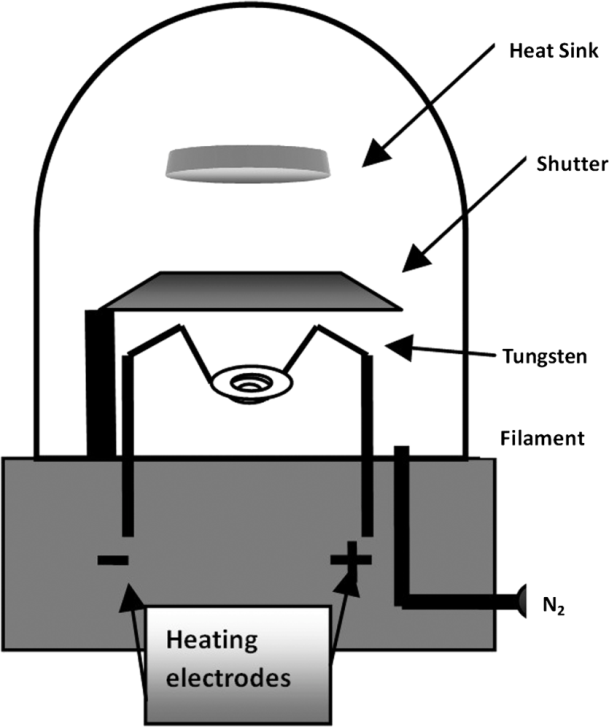 Heat Sink
Shutter
Tungsten
Filament
− +
N₂
Heating
electrodes